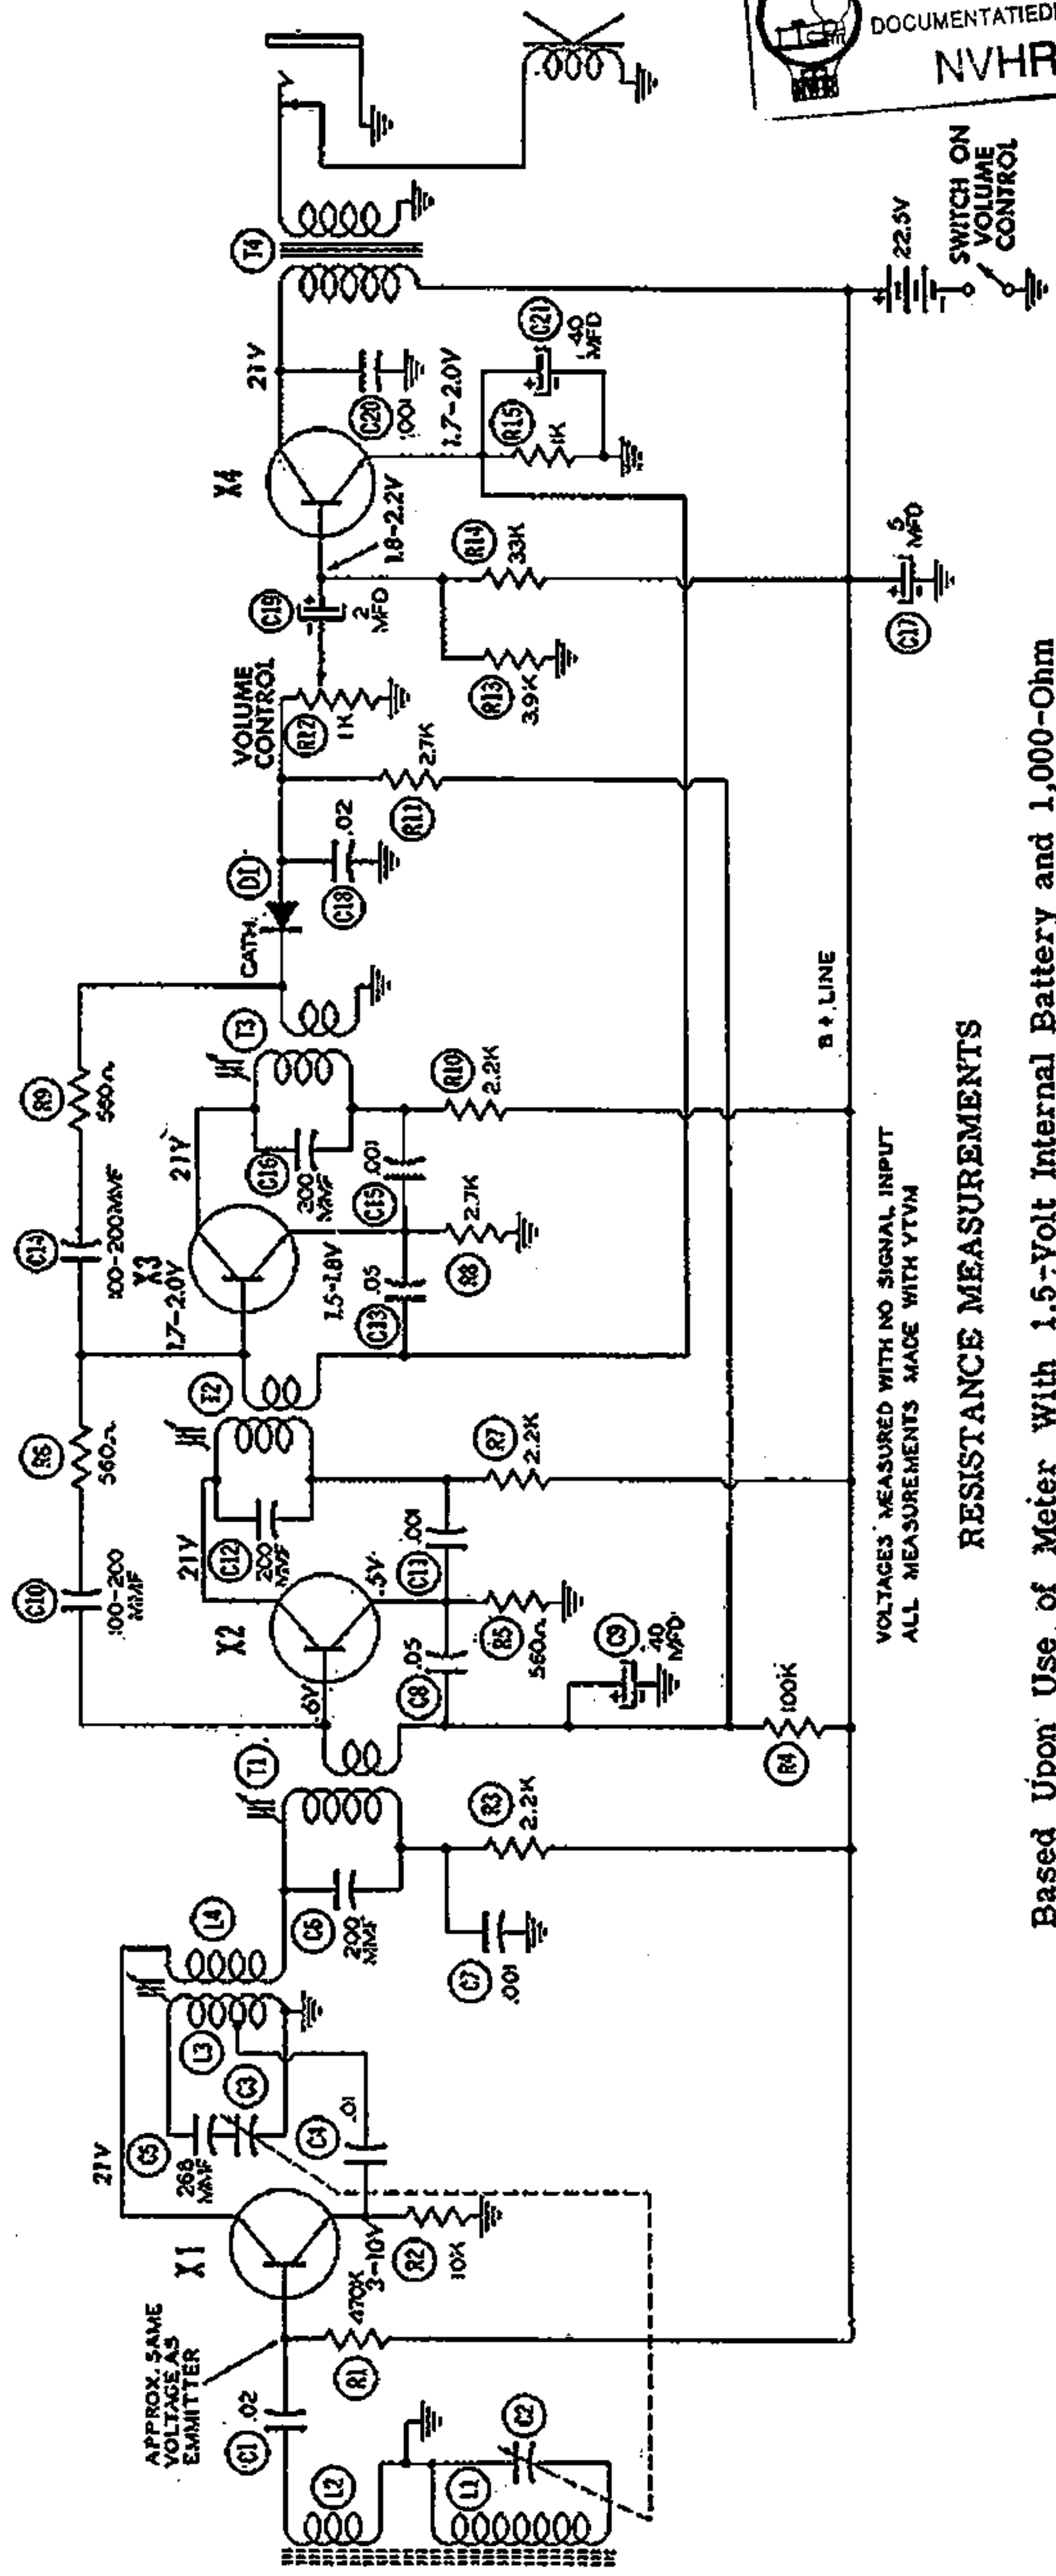 APPROX. SAME
VOLTAGE AS
EMMITTER
C1 .02
L2
L1
C2
R1 470K
X1
21V
3-10V
R2
10K
C5
268
MMF
C3
L3
L4
C4
.01
C6
200
MMF
C7
.001
T1
R3
2.2K
C10
100-200
MMF
R6
560Ω
.6V
X2
21V
C12
200
MMF
.5V
C8 .05
C11 .001
R5
560Ω
C9
40
MFD
R4 100K
R7
2.2K
T2
C14
100-200MMF
R9
560Ω
X3
1.7-2.0V
21V
1.5-1.8V
C16
200
MMF
C13 .05
C15 .001
R8
2.7K
R10
2.2K
T3
CATH.
D1
C18
.02
R11
2.7K
VOLUME
CONTROL
R12
1K
C19
2
MFD
1.8-2.2V
R13
3.9K
R14
33K
X4
21V
C20
.001
1.7-2.0V
R15
1K
C21
40
MFD
T4
C17
5
MFD
22.5V
SWITCH ON
VOLUME
CONTROL
B+ LINE
VOLTAGES MEASURED WITH NO SIGNAL INPUT
ALL MEASUREMENTS MADE WITH VTVM
RESISTANCE MEASUREMENTS
Based Upon Use of Meter With 1.5-Volt Internal Battery and 1,000-Ohm
NVHR